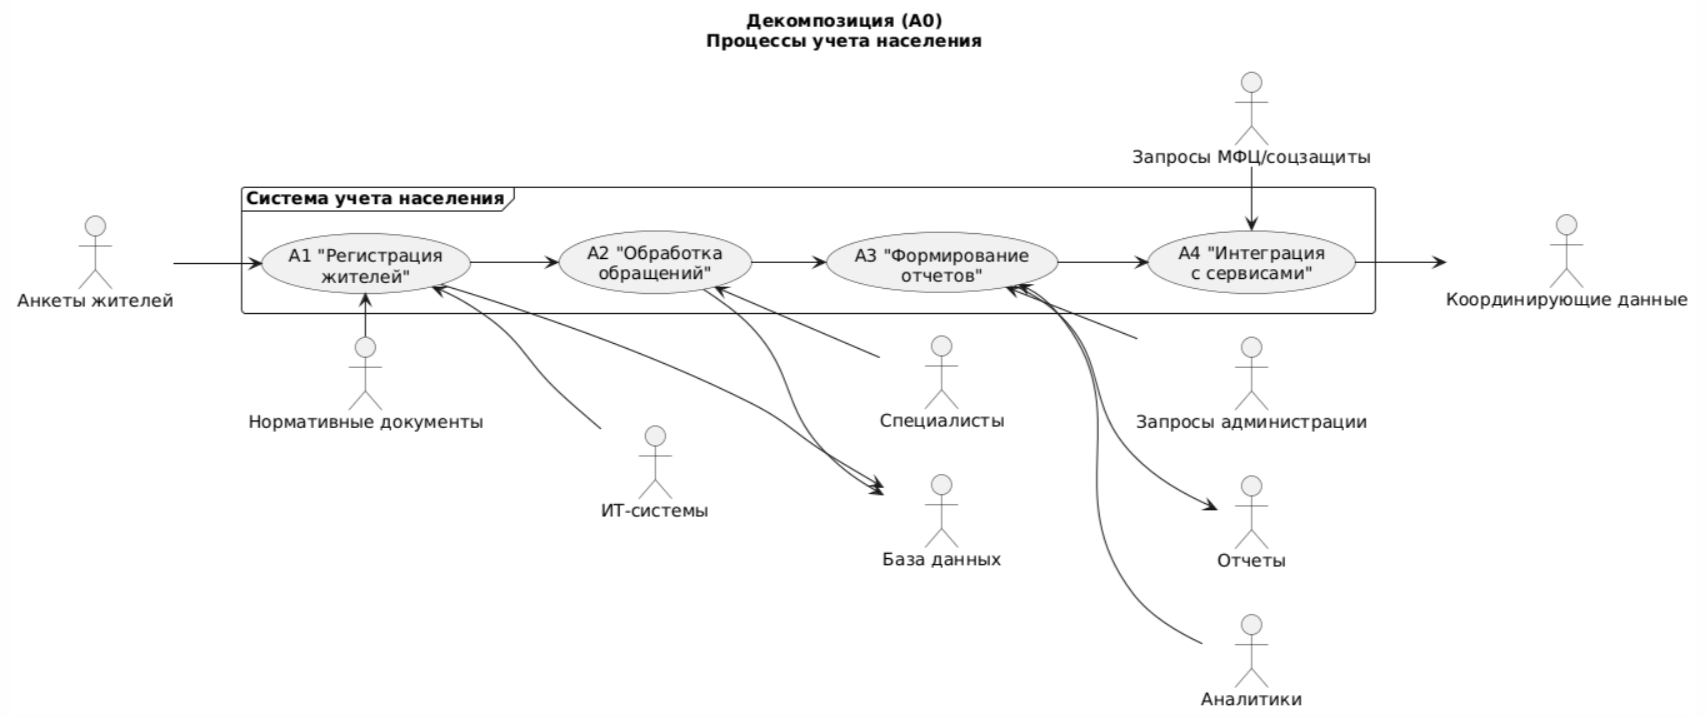 Декомпозиция (А0)
Процессы учета населения
Запросы МФЦ/соцзащиты
Система учета населения
А1 "Регистрация
жителей"
А2 "Обработка
обращений"
А3 "Формирование
отчетов"
А4 "Интеграция
с сервисами"
Анкеты жителей
Координирующие данные
Нормативные документы
Специалисты
Запросы администрации
ИТ-системы
База данных
Отчеты
Аналитики